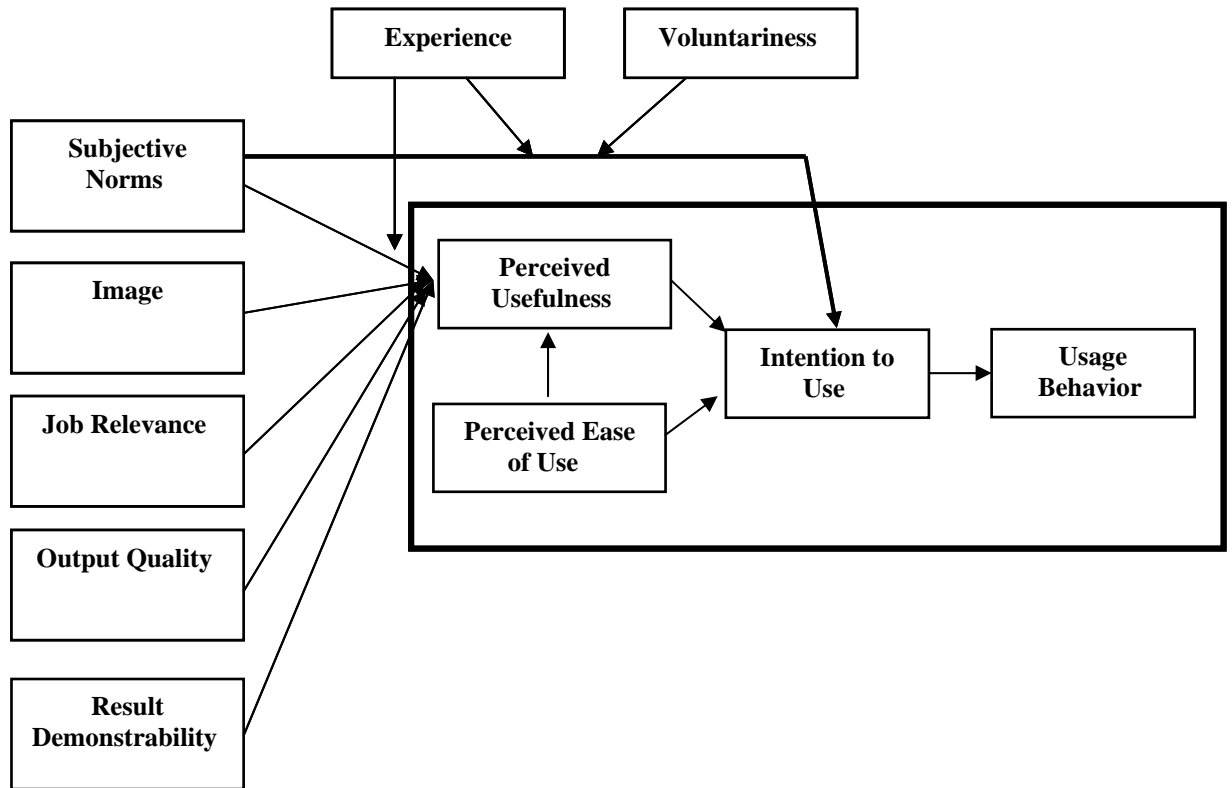 Experience
Voluntariness
Subjective
Norms
Image
Job Relevance
Output Quality
Result
Demonstrability
Perceived
Usefulness
Perceived Ease
of Use
Intention to
Use
Usage
Behavior